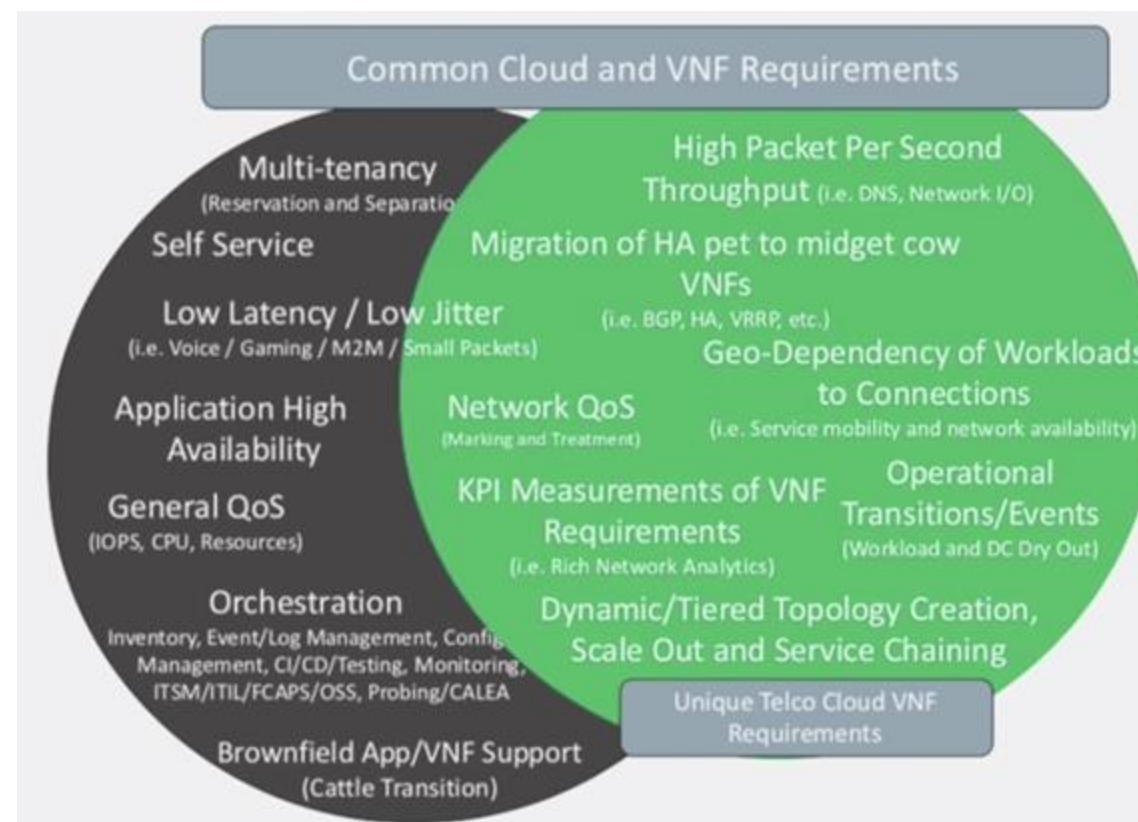 Common Cloud and VNF Requirements
Multi-tenancy
(Reservation and Separatio
Self Service
Low Latency / Low Jitter
(i.e. Voice / Gaming / M2M / Small Packets)
Application High
Availability
General QoS
(IOPS, CPU, Resources)
Orchestration
Inventory, Event/Log Management, Config
Management, CI/CD/Testing, Monitoring,
ITSM/ITIL/FCAPS/OSS, Probing/CALEA
Brownfield App/VNF Support
(Cattle Transition)
High Packet Per Second
Throughput (i.e. DNS, Network I/O)
Migration of HA pet to midget cow
VNFs
(i.e. BGP, HA, VRRP, etc.)
Geo-Dependency of Workloads
to Connections
(i.e. Service mobility and network availability)
Network QoS
(Marking and Treatment)
KPI Measurements of VNF
Requirements
(i.e. Rich Network Analytics)
Operational
Transitions/Events
(Workload and DC Dry Out)
Dynamic/Tiered Topology Creation,
Scale Out and Service Chaining
Unique Telco Cloud VNF
Requirements